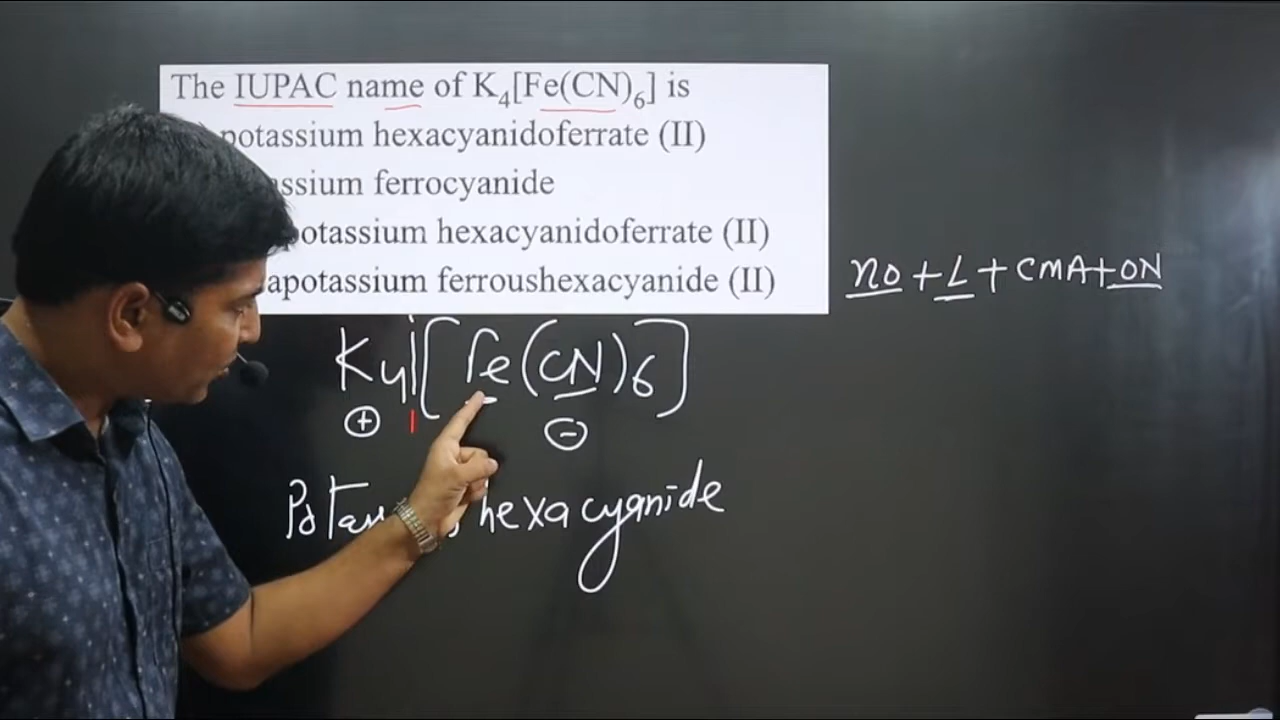 The IUPAC name of K₄[Fe(CN)₆] is
potassium hexacyanidoferrate (II)
ssium ferrocyanide
potassium hexacyanidoferrate (II)
apotassium ferroushexacyanide (II)
no + L + CMA + ON
K4[Fe(CN)6]
+ -
hexacyanide